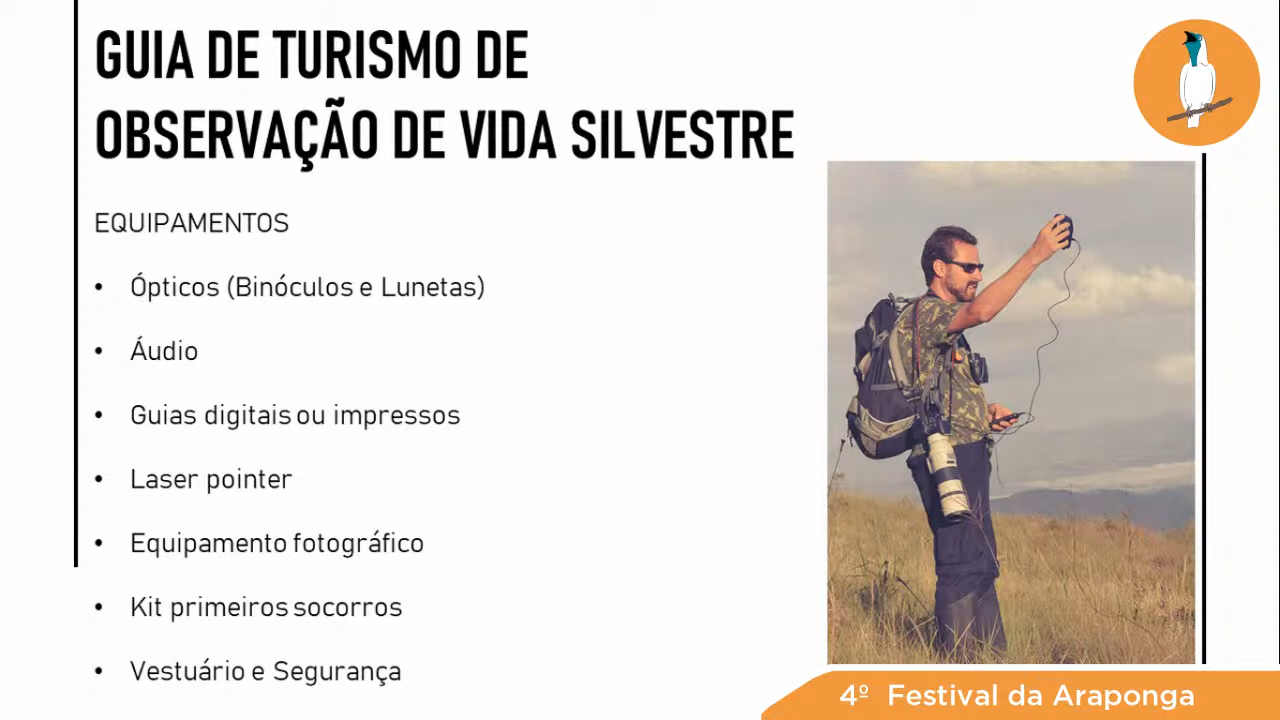 GUIA DE TURISMO DE
OBSERVAÇÃO DE VIDA SILVESTRE
EQUIPAMENTOS
• Ópticos (Binóculos e Lunetas)
• Áudio
• Guias digitais ou impressos
• Laser pointer
• Equipamento fotográfico
• Kit primeiros socorros
• Vestuário e Segurança
4º Festival da Araponga